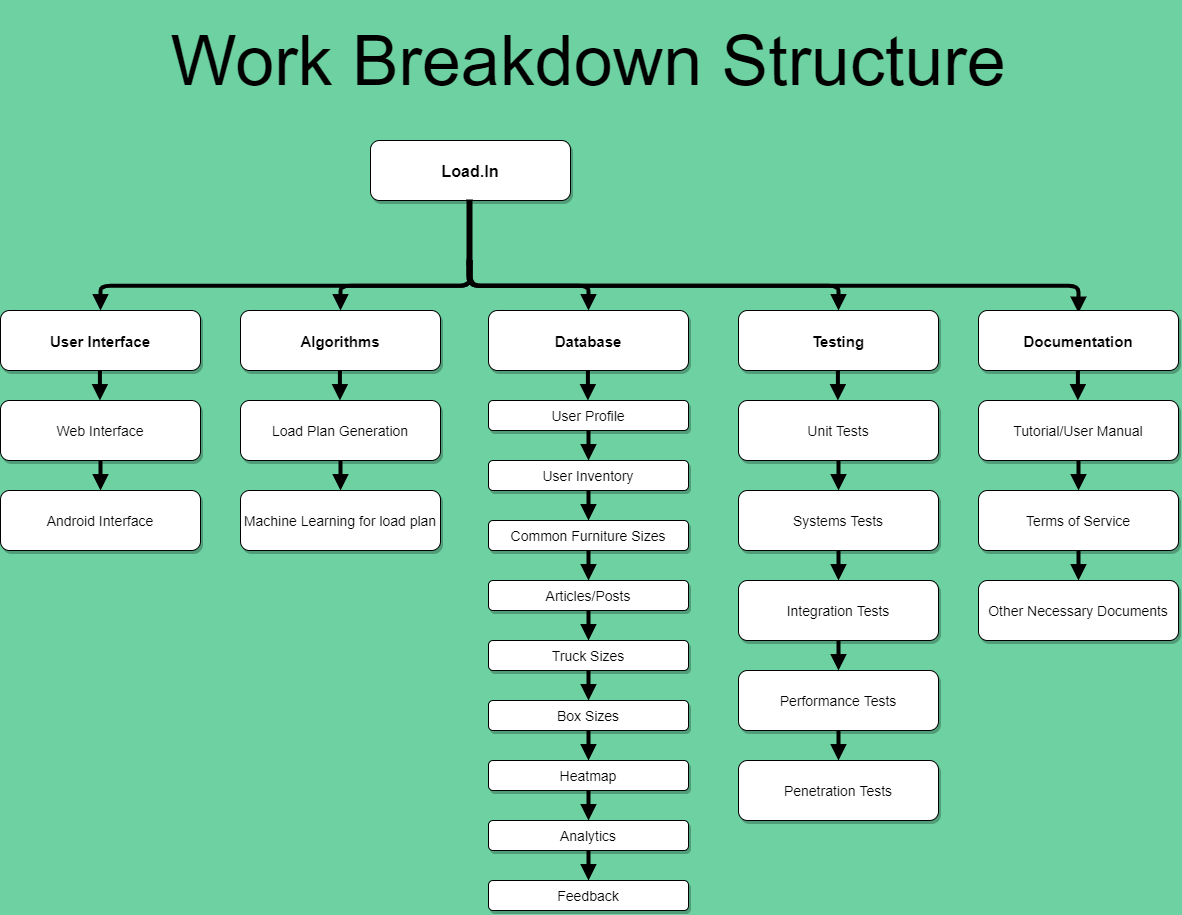 Work Breakdown Structure
Load.In
User Interface
Web Interface
Android Interface
Algorithms
Load Plan Generation
Machine Learning for load plan
Database
User Profile
User Inventory
Common Furniture Sizes
Articles/Posts
Truck Sizes
Box Sizes
Heatmap
Analytics
Feedback
Testing
Unit Tests
Systems Tests
Integration Tests
Performance Tests
Penetration Tests
Documentation
Tutorial/User Manual
Terms of Service
Other Necessary Documents